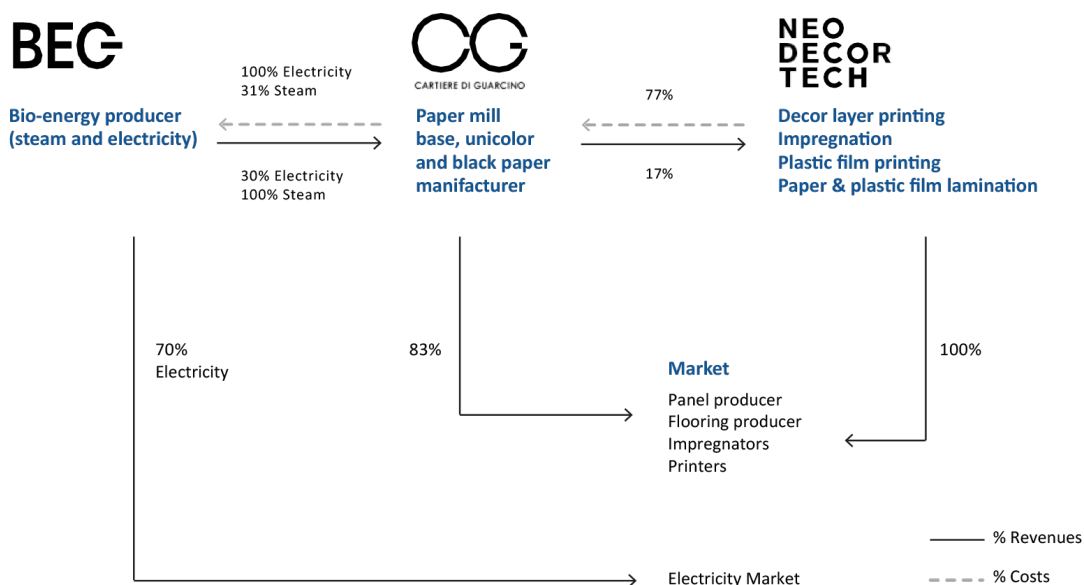 BEG
CG
CARTIERE DI GUARCINO
NEO
DECOR
TECH
Bio-energy producer
(steam and electricity)
100% Electricity
31% Steam
30% Electricity
100% Steam
Paper mill
base, unicolor
and black paper
manifacturer
77%
17%
Decor layer printing
Impregnation
Plastic film printing
Paper & plastic film lamination
70%
Electricity
83%
100%
Market
Panel producer
Flooring producer
Impregnators
Printers
Electricity Market
% Revenues
% Costs